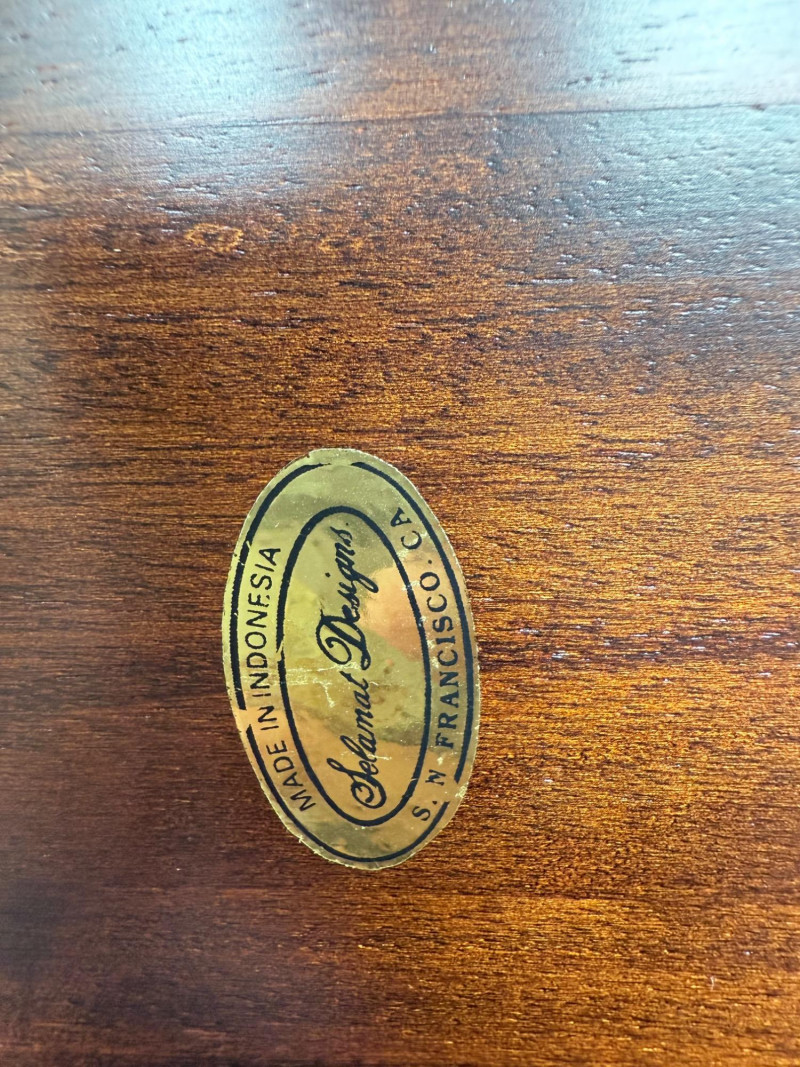 MADE IN INDONESIA
Selamat Designs.
FRANCISCO. CA